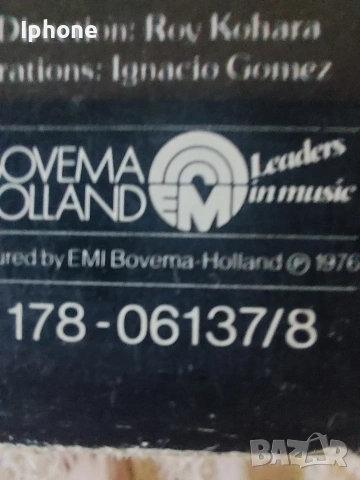 Iphone
Direction: Roy Kohara
rations: Ignacio Gomez
BOVEMA
HOLLAND
EMI
Leaders
in music
ured by EMI Bovema-Holland ℗ 1976
178-06137/8
BAZAR